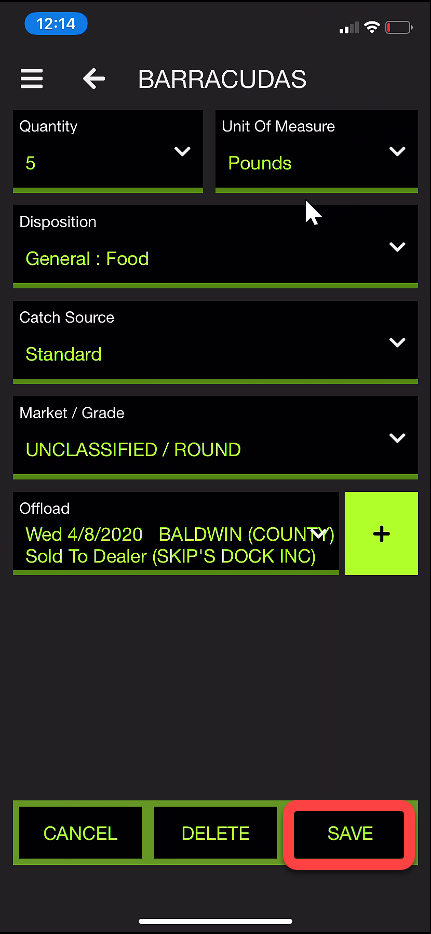 12:14
BARRACUDAS
Quantity
5
Unit Of Measure
Pounds
Disposition
General : Food
Catch Source
Standard
Market / Grade
UNCLASSIFIED / ROUND
Offload
Wed 4/8/2020 BALDWIN (COUNTY)
Sold To Dealer (SKIP'S DOCK INC)
+
CANCEL DELETE SAVE